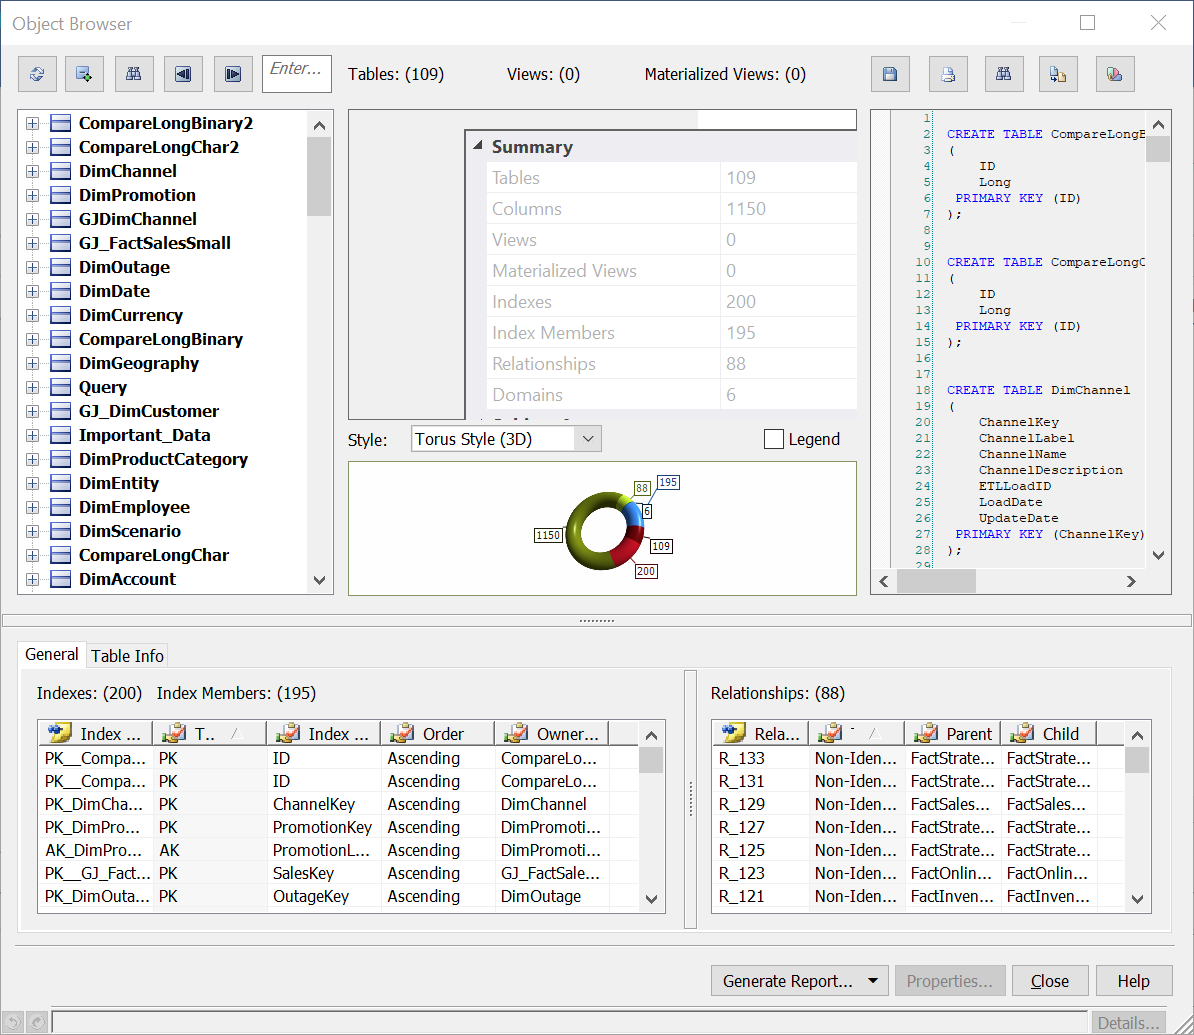 Object Browser
Enter...
Tables: (109)
Views: (0)
Materialized Views: (0)
CompareLongBinary2
CompareLongChar2
DimChannel
DimPromotion
GJDimChannel
GJ_FactSalesSmall
DimOutage
DimDate
DimCurrency
CompareLongBinary
DimGeography
Query
GJ_DimCustomer
Important_Data
DimProductCategory
DimEntity
DimEmployee
DimScenario
CompareLongChar
DimAccount
Summary
Tables 109
Columns 1150
Views 0
Materialized Views 0
Indexes 200
Index Members 195
Relationships 88
Domains 6
Style: Torus Style (3D) Legend
88
195
6
1150
109
200
1
2 CREATE TABLE CompareLongB
3 (
4 ID
5 Long
6 PRIMARY KEY (ID)
7 );
8
9
10 CREATE TABLE CompareLongC
11 (
12 ID
13 Long
14 PRIMARY KEY (ID)
15 );
16
17
18 CREATE TABLE DimChannel
19 (
20 ChannelKey
21 ChannelLabel
22 ChannelName
23 ChannelDescription
24 ETLLoadID
25 LoadDate
26 UpdateDate
27 PRIMARY KEY (ChannelKey)
28 );
29
General Table Info
Indexes: (200) Index Members: (195)
Index ... T.. Index ... Order Owner...
PK__Compa... PK ID Ascending CompareLo...
PK__Compa... PK ID Ascending CompareLo...
PK_DimCha... PK ChannelKey Ascending DimChannel
PK_DimPro... PK PromotionKey Ascending DimPromoti...
AK_DimPro... AK PromotionL... Ascending DimPromoti...
PK__GJ_Fact... PK SalesKey Ascending GJ_FactSale...
PK_DimOuta... PK OutageKey Ascending DimOutage
Relationships: (88)
Rela... Parent Child
R_133 Non-Iden... FactStrate... FactStrate...
R_131 Non-Iden... FactStrate... FactStrate...
R_129 Non-Iden... FactSales... FactSales...
R_127 Non-Iden... FactStrate... FactStrate...
R_125 Non-Iden... FactStrate... FactStrate...
R_123 Non-Iden... FactOnlin... FactOnlin...
R_121 Non-Iden... FactInven... FactInven...
Generate Report... Properties... Close Help
Details...